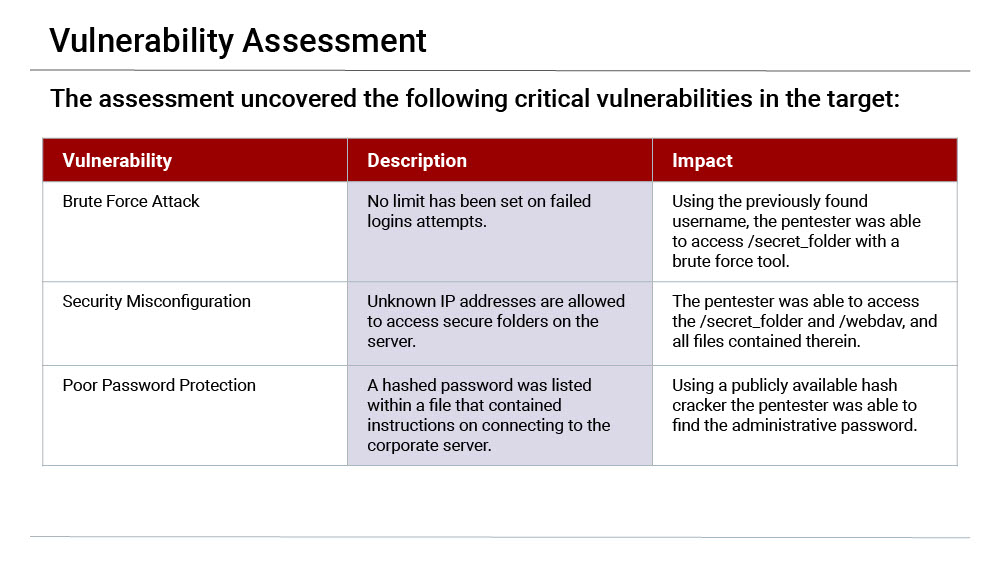 Vulnerability Assessment
The assessment uncovered the following critical vulnerabilities in the target:
Vulnerability
Description
Impact
Brute Force Attack
No limit has been set on failed
logins attempts.
Using the previously found
username, the pentester was able
to access /secret_folder with a
brute force tool.
Security Misconfiguration
Unknown IP addresses are allowed
to access secure folders on the
server.
The pentester was able to access
the /secret_folder and /webdav, and
all files contained therein.
Poor Password Protection
A hashed password was listed
within a file that contained
instructions on connecting to the
corporate server.
Using a publicly available hash
cracker the pentester was able to
find the administrative password.